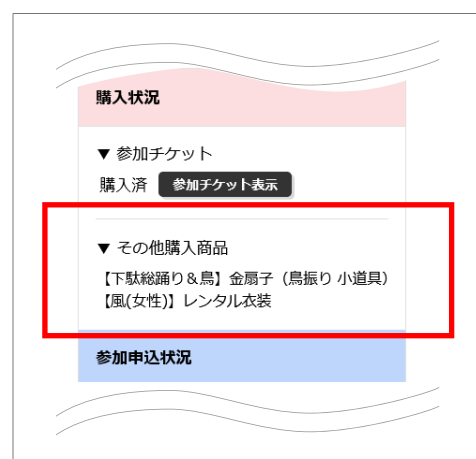 購入状況
▼ 参加チケット
購入済 参加チケット表示
▼ その他購入商品
【下駄総踊り＆鳥】金扇子（鳥振り 小道具）
【風(女性)】レンタル衣装
参加申込状況